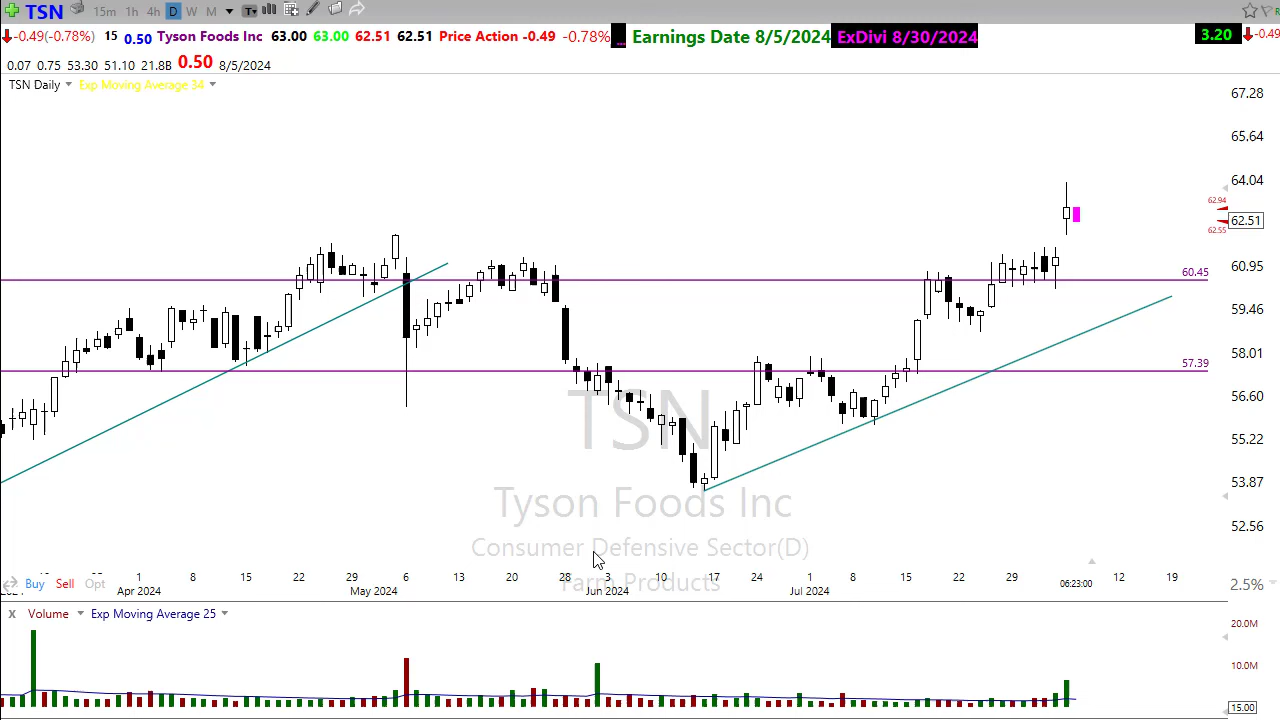 TSN 15m 1h 4h D W M T
-0.49(-0.78%) 15 0.50 Tyson Foods Inc 63.00 63.00 62.51 62.51 Price Action -0.49 -0.78% ... Earnings Date 8/5/2024 ExDivi 8/30/2024 3.20 -0.49
0.07 0.75 53.30 51.10 21.8B 0.50 8/5/2024
TSN Daily Exp Moving Average 34
67.28
65.64
64.04
62.94
62.51
62.55
60.95
60.45
59.46
58.01
57.39
56.60
55.22
53.87
52.56
TSN
Tyson Foods Inc
Consumer Defensive Sector(D)
Farm Products
1 8 15 22 29 6 13 20 28 3 10 17 24 1 8 15 22 29 06:23:00 12 19
Buy Sell Opt
Apr 2024 May 2024 Jun 2024 Jul 2024
2.5%
X Volume Exp Moving Average 25
20.0M
10.0M
15.00